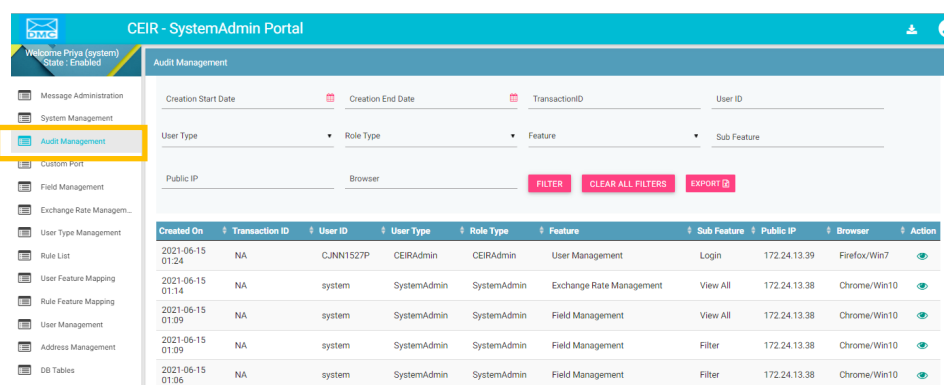 CEIR - SystemAdmin Portal
DMC
Welcome Priya (system)
State : Enabled
Audit Management
Message Administration
System Management
Audit Management
Custom Port
Field Management
Exchange Rate Managem...
User Type Management
Rule List
User Feature Mapping
Rule Feature Mapping
User Management
Address Management
DB Tables
Creation Start Date Creation End Date TransactionID User ID
User Type Role Type Feature Sub Feature
Public IP Browser FILTER CLEAR ALL FILTERS EXPORT
Created On Transaction ID User ID User Type Role Type Feature Sub Feature Public IP Browser Action
2021-06-15
01:24 NA CJNN1527P CEIRAdmin CEIRAdmin User Management Login 172.24.13.39 Firefox/Win7
2021-06-15
01:14 NA system SystemAdmin SystemAdmin Exchange Rate Management View All 172.24.13.38 Chrome/Win10
2021-06-15
01:09 NA system SystemAdmin SystemAdmin Field Management View All 172.24.13.38 Chrome/Win10
2021-06-15
01:09 NA system SystemAdmin SystemAdmin Field Management Filter 172.24.13.38 Chrome/Win10
2021-06-15
01:06 NA system SystemAdmin SystemAdmin Field Management Filter 172.24.13.38 Chrome/Win10